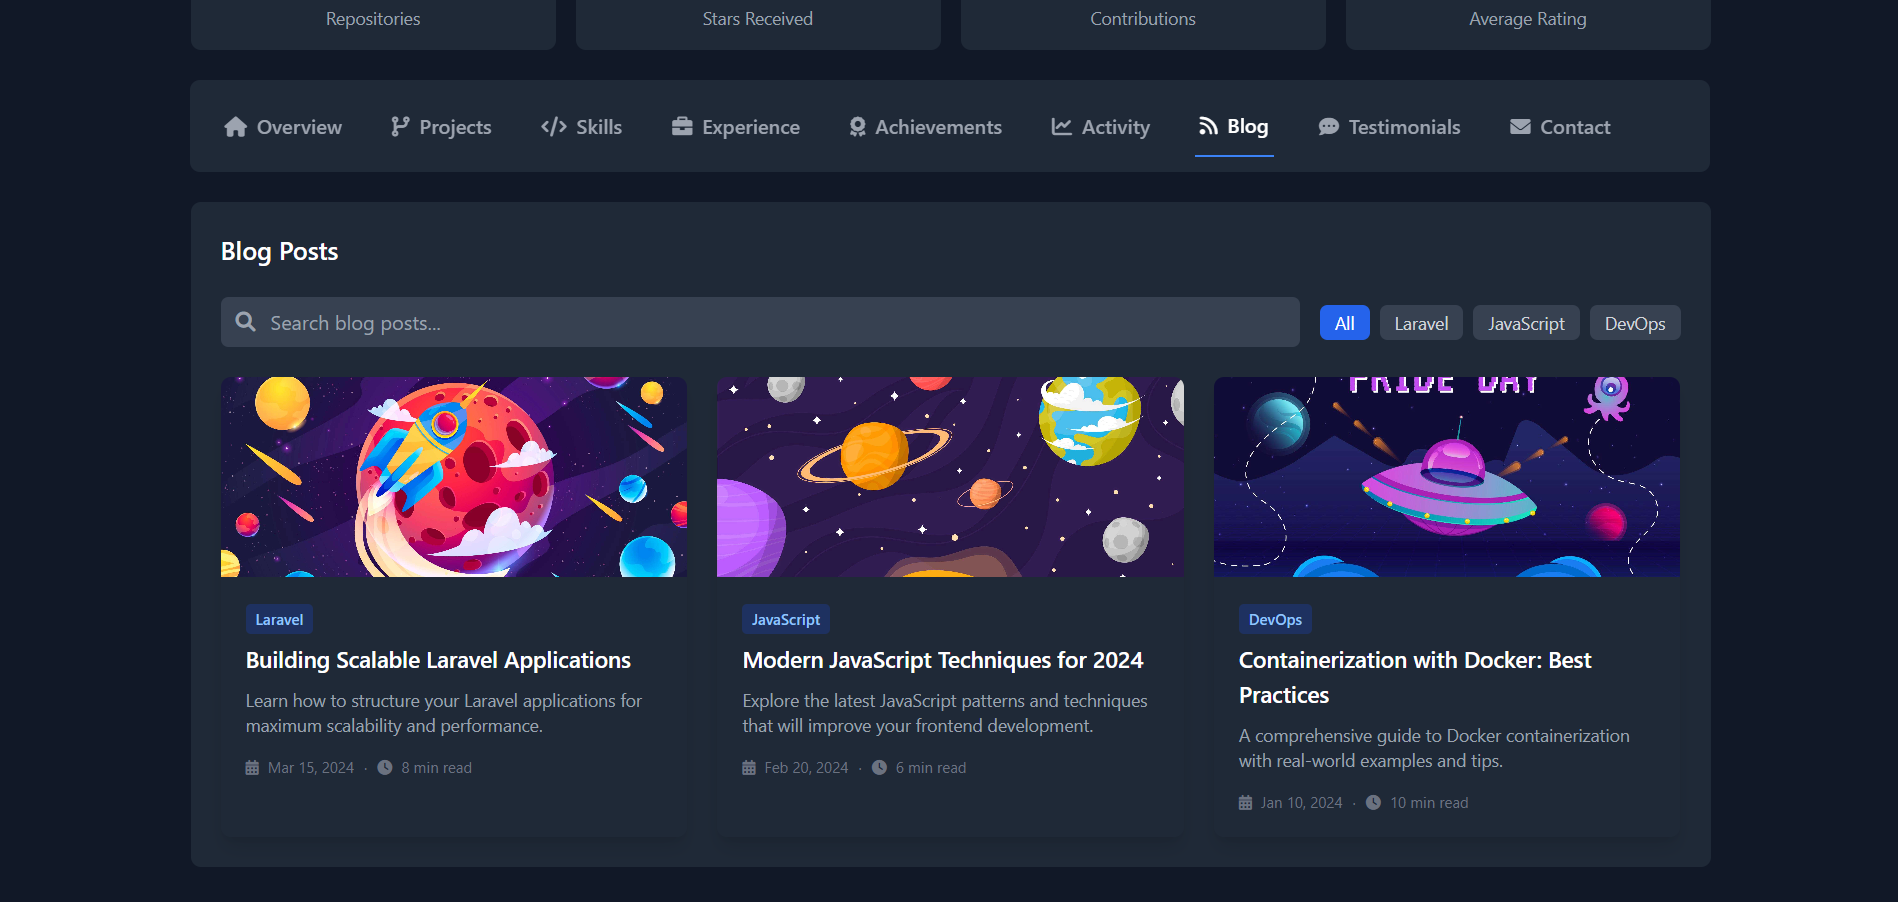 Repositories
Stars Received
Contributions
Average Rating
Overview
Projects
Skills
Experience
Achievements
Activity
Blog
Testimonials
Contact
Blog Posts
Search blog posts...
All
Laravel
JavaScript
DevOps
PRIDE DAY
Laravel
Building Scalable Laravel Applications
Learn how to structure your Laravel applications for
maximum scalability and performance.
Mar 15, 2024 · 8 min read
JavaScript
Modern JavaScript Techniques for 2024
Explore the latest JavaScript patterns and techniques
that will improve your frontend development.
Feb 20, 2024 · 6 min read
DevOps
Containerization with Docker: Best
Practices
A comprehensive guide to Docker containerization
with real-world examples and tips.
Jan 10, 2024 · 10 min read